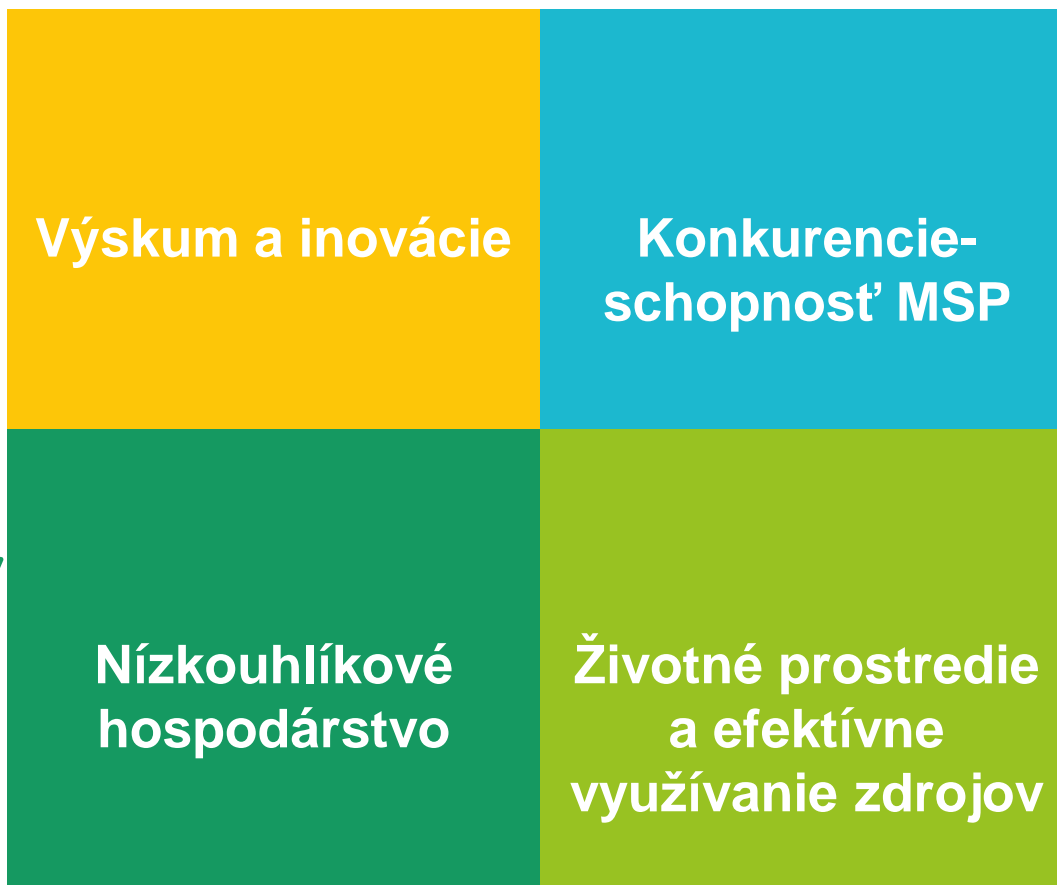 Výskum a inovácie
Konkurencie-
schopnosť MSP
Nízkouhlíkové
hospodárstvo
Životné prostredie
a efektívne
využívanie zdrojov